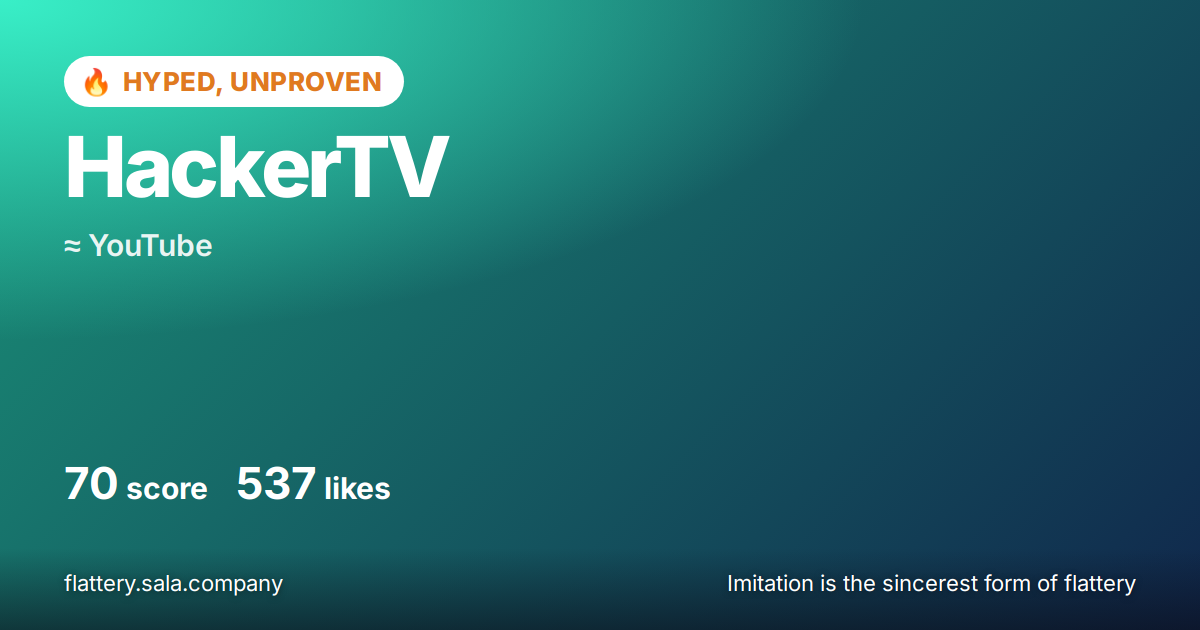 🔥 HYPED, UNPROVEN
HackerTV
≈ YouTube
70 score 537 likes
flattery.sala.company
Imitation is the sincerest form of flattery